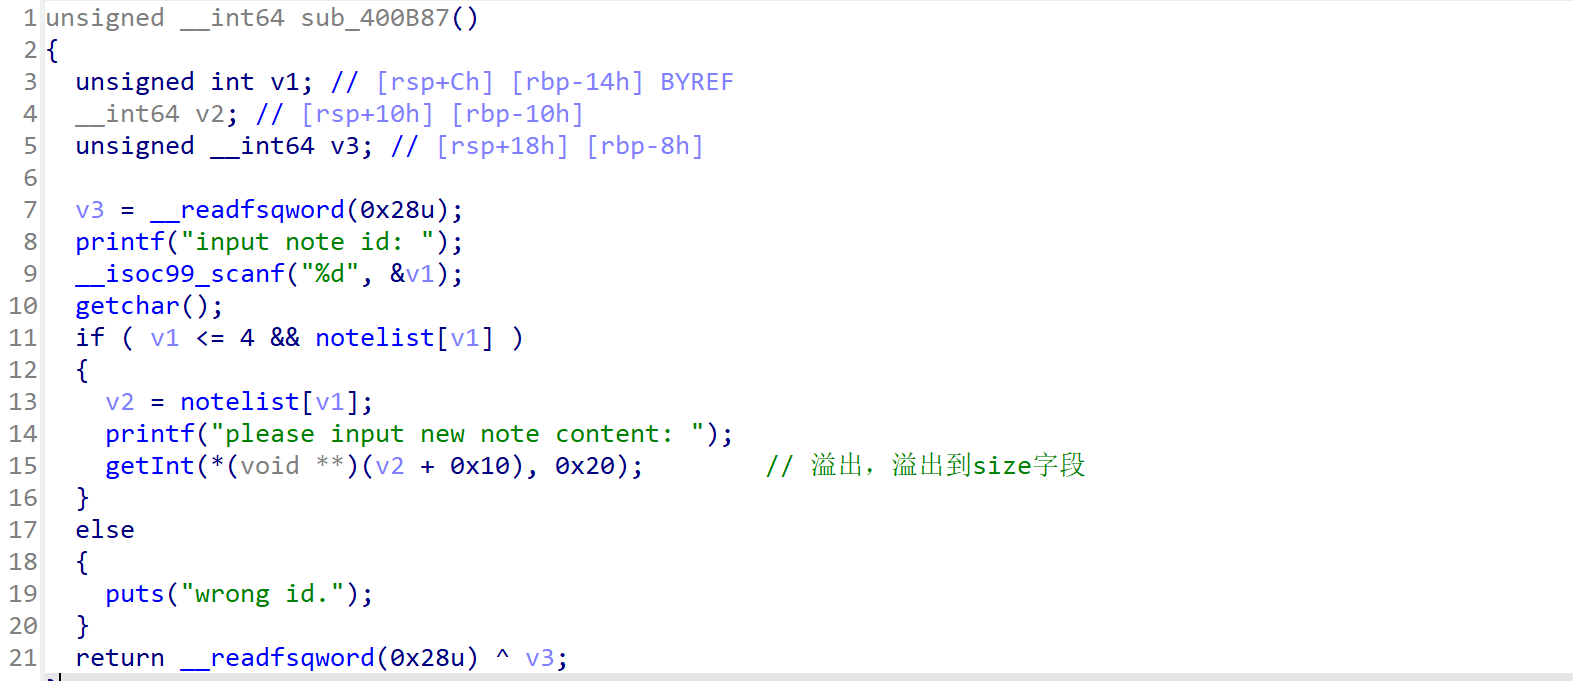 1 unsigned __int64 sub_400B87()
2 {
3   unsigned int v1; // [rsp+Ch] [rbp-14h] BYREF
4   __int64 v2; // [rsp+10h] [rbp-10h]
5   unsigned __int64 v3; // [rsp+18h] [rbp-8h]
6
7   v3 = __readfsqword(0x28u);
8   printf("input note id: ");
9   __isoc99_scanf("%d", &v1);
10   getchar();
11   if ( v1 <= 4 && notelist[v1] )
12   {
13     v2 = notelist[v1];
14     printf("please input new note content: ");
15     getInt(*(void **)(v2 + 0x10), 0x20);        // 溢出，溢出到size字段
16   }
17   else
18   {
19     puts("wrong id.");
20   }
21   return __readfsqword(0x28u) ^ v3;